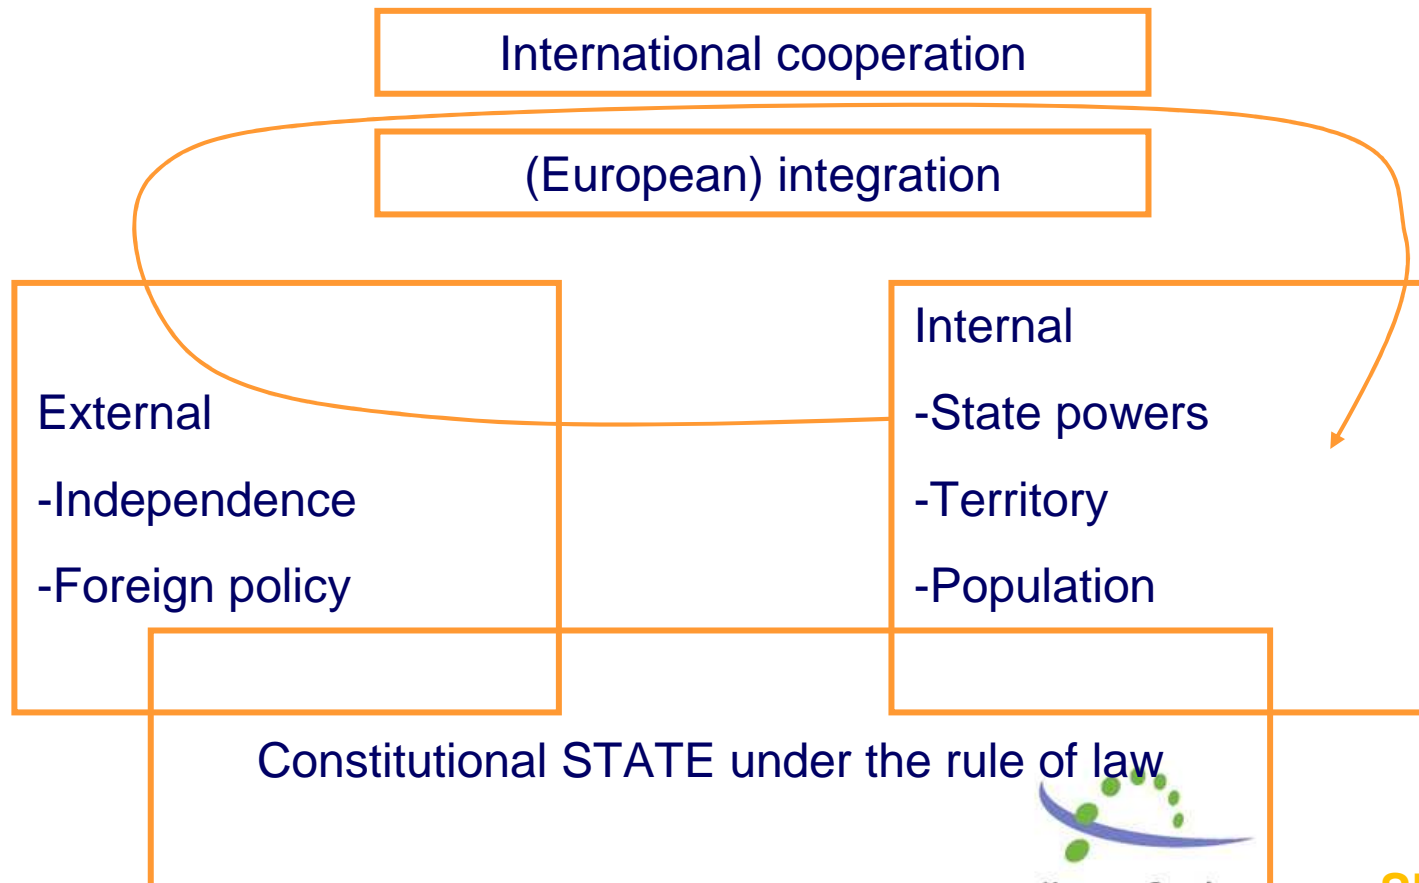 International cooperation
(European) integration
External
-Independence
-Foreign policy
Internal
-State powers
-Territory
-Population
Constitutional STATE under the rule of law